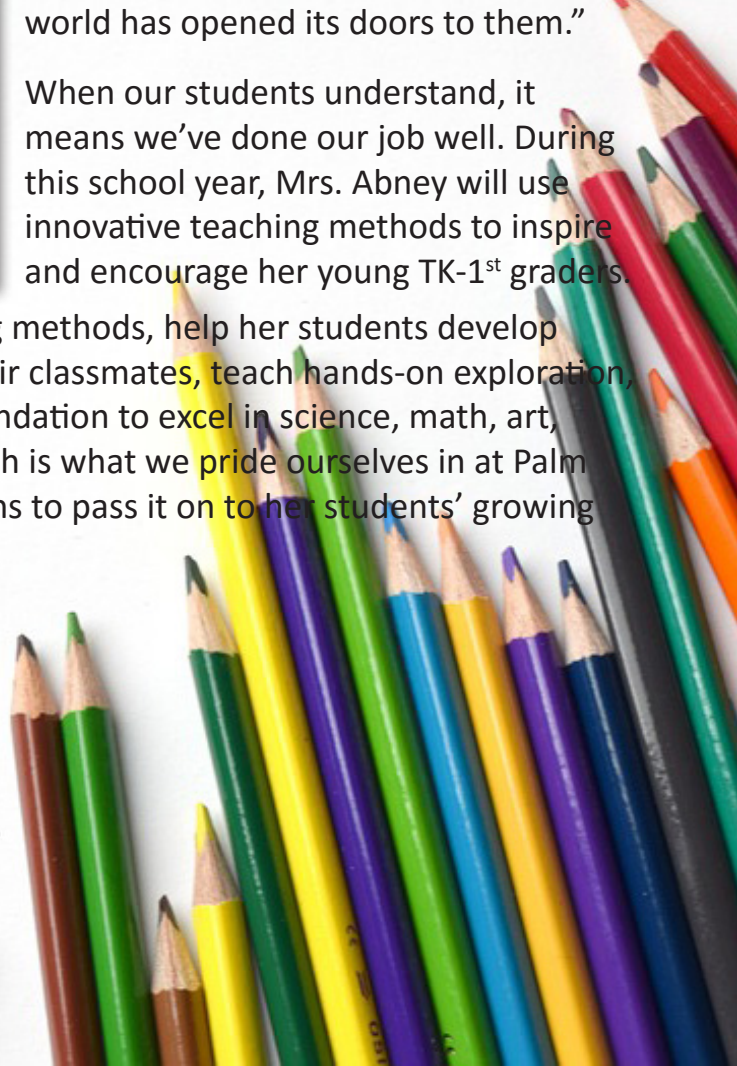 world has opened its doors to them.”
When our students understand, it
means we’ve done our job well. During
this school year, Mrs. Abney will use
innovative teaching methods to inspire
and encourage her young TK-1st graders.
methods, help her students develop
classmates, teach hands-on exploration,
to excel in science, math, art,
is what we pride ourselves in at Palm
to pass it on to her students’ growing